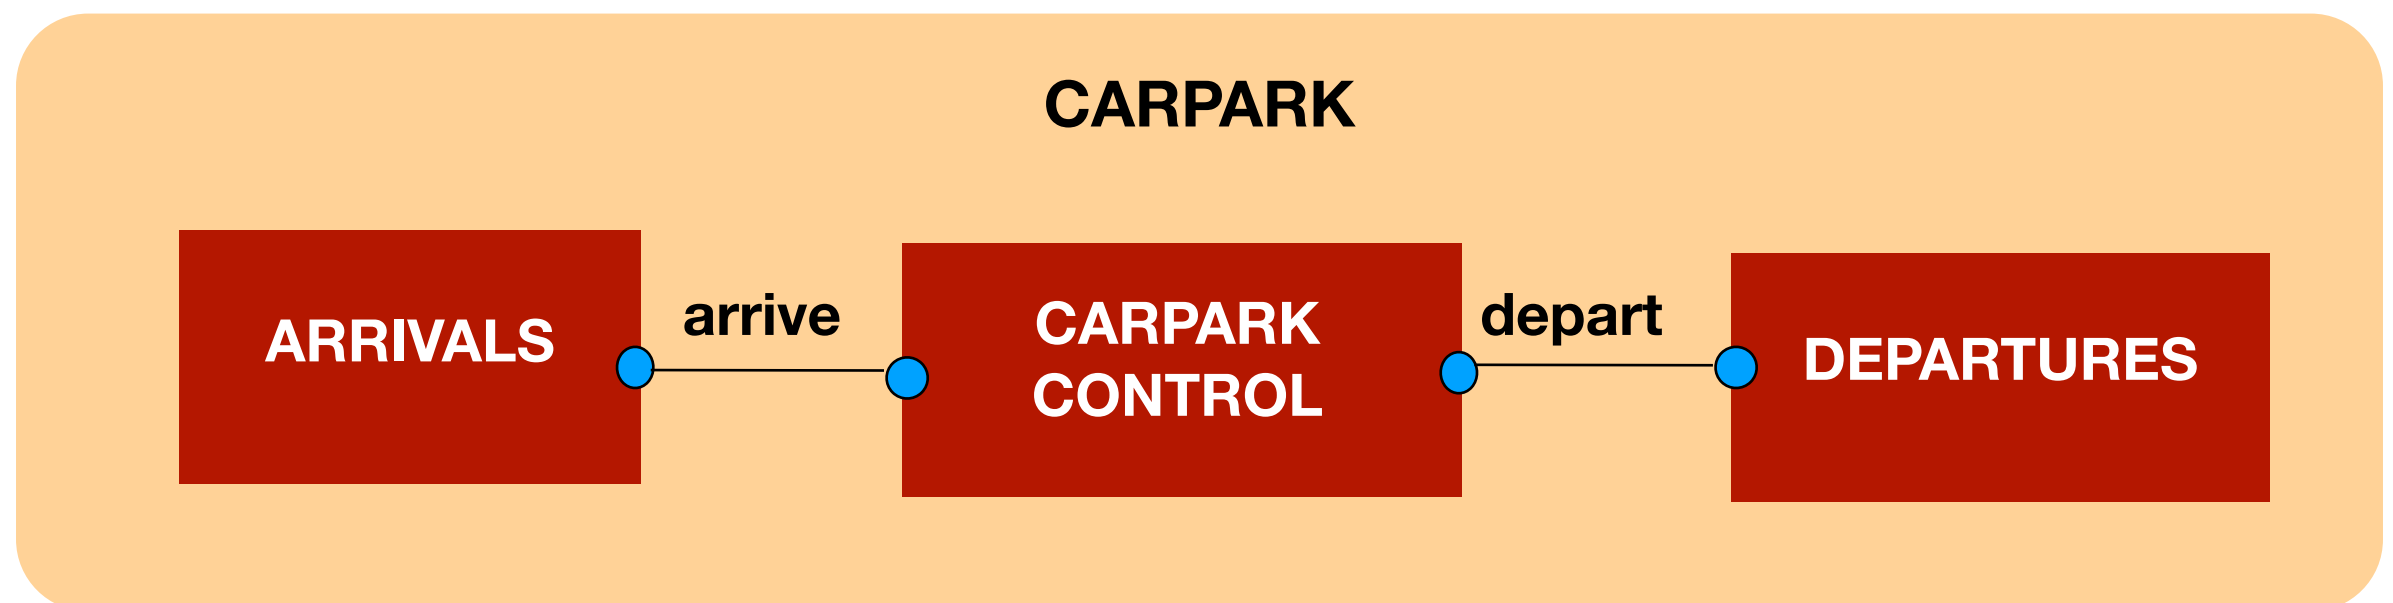 CARPARK
ARRIVALS
arrive
CARPARK
CONTROL
depart
DEPARTURES